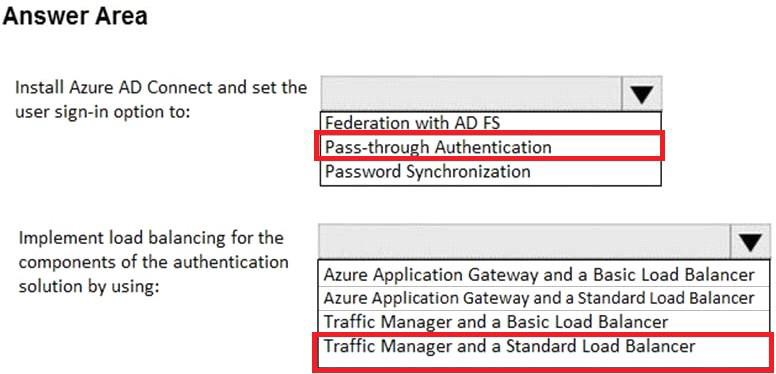 Answer Area
Install Azure AD Connect and set the
user sign-in option to:
Federation with AD FS
Pass-through Authentication
Password Synchronization
Implement load balancing for the
components of the authentication
solution by using:
Azure Application Gateway and a Basic Load Balancer
Azure Application Gateway and a Standard Load Balancer
Traffic Manager and a Basic Load Balancer
Traffic Manager and a Standard Load Balancer